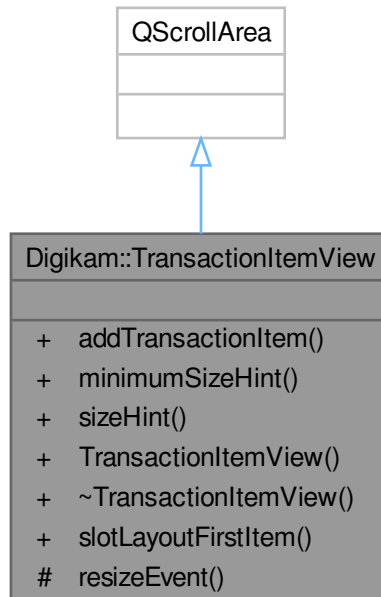 QScrollArea
Digikam::TransactionItemView
+ addTransactionItem()
+ minimumSizeHint()
+ sizeHint()
+ TransactionItemView()
+ ~TransactionItemView()
+ slotLayoutFirstItem()
# resizeEvent()